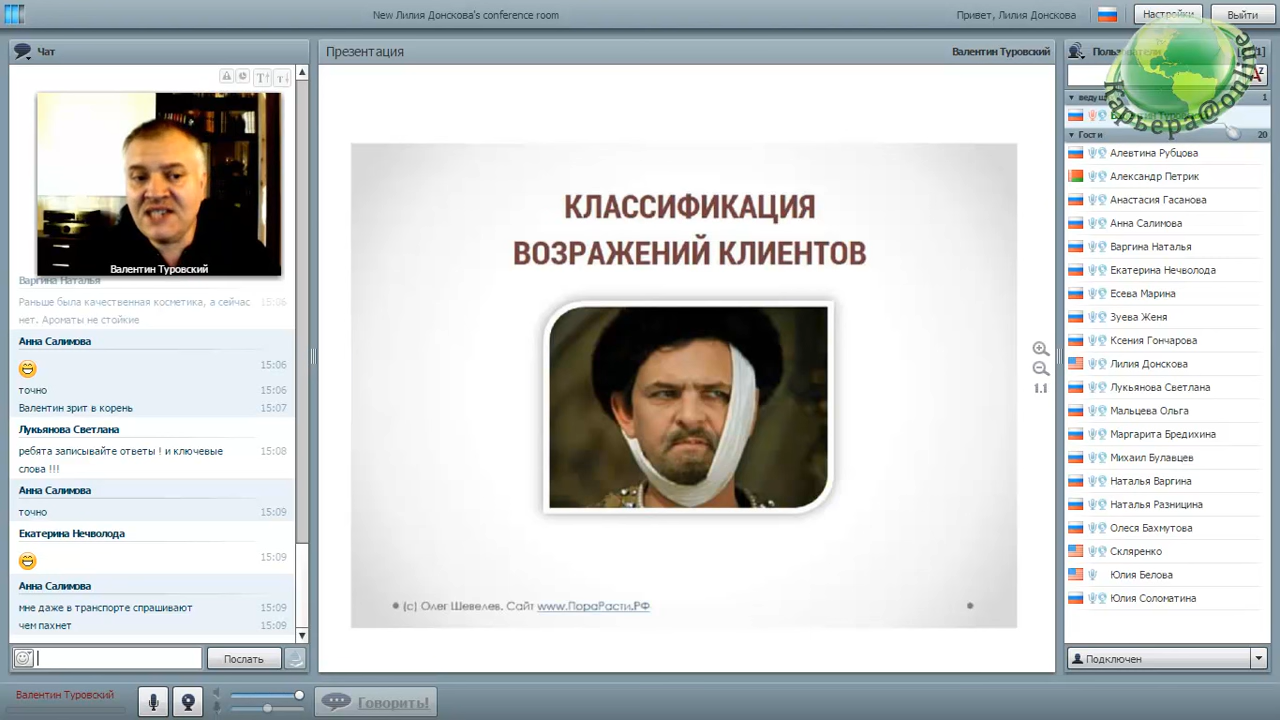 New Лилия Донскова's conference room
Привет, Лилия Донскова
Настройки
Выйти
Чат
Валентин Туровский
Варгина Наталья
Раньше была качественная косметика, а сейчас 15:06
нет. Ароматы не стойкие
Анна Салимова
15:06
точно 15:06
Валентин зрит в корень 15:07
Лукьянова Светлана
ребята записывайте ответы ! и ключевые 15:08
слова !!!
Анна Салимова
точно 15:09
Екатерина Нечволода
15:09
Анна Салимова
мне даже в транспорте спрашивают 15:09
чем пахнет 15:09
Послать
Валентин Туровский
Говорить!
Презентация
Валентин Туровский
КЛАССИФИКАЦИЯ
ВОЗРАЖЕНИЙ КЛИЕНТОВ
(c) Олег Шевелев, Сайт www.ПораРасти.РФ
1.1
Карьера@online
1
Гости 20
Алевтина Рубцова
Александр Петрик
Анастасия Гасанова
Анна Салимова
Варгина Наталья
Екатерина Нечволода
Есева Марина
Зуева Женя
Ксения Гончарова
Лилия Донскова
Лукьянова Светлана
Мальцева Ольга
Маргарита Бредихина
Михаил Булавцев
Наталья Варгина
Наталья Разницина
Олеся Бахмутова
Скляренко
Юлия Белова
Юлия Соломатина
Подключен